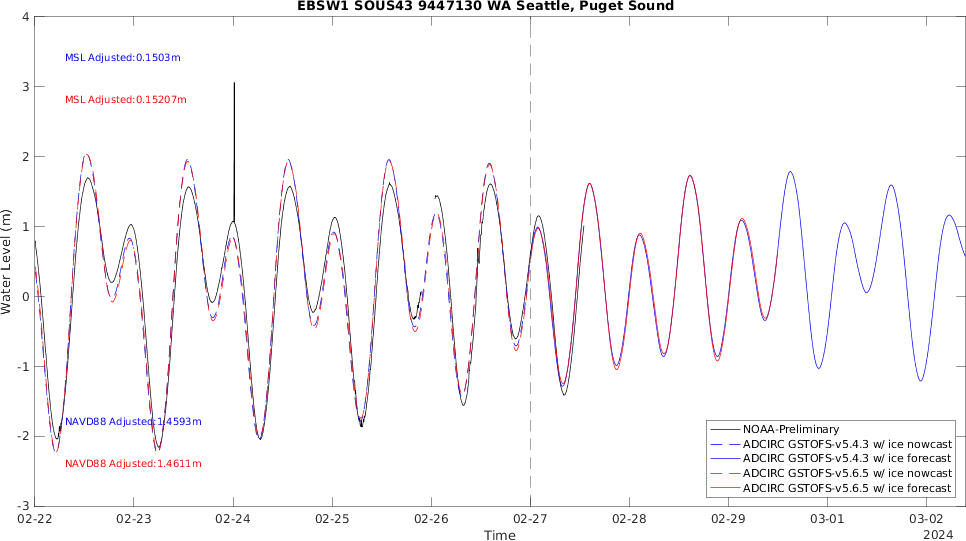 EBSW1 SOUS43 9447130 WA Seattle, Puget Sound
4
3
2
1
0
-1
-2
-3
Water Level (m)
MSL Adjusted:0.1503m
MSL Adjusted:0.15207m
NAVD88 Adjusted:1.4593m
NAVD88 Adjusted:1.4611m
NOAA-Preliminary
ADCIRC GSTOFS-v5.4.3 w/ ice nowcast
ADCIRC GSTOFS-v5.4.3 w/ ice forecast
ADCIRC GSTOFS-v5.6.5 w/ ice nowcast
ADCIRC GSTOFS-v5.6.5 w/ ice forecast
02-22 02-23 02-24 02-25 02-26 02-27 02-28 02-29 03-01 03-02
Time
2024